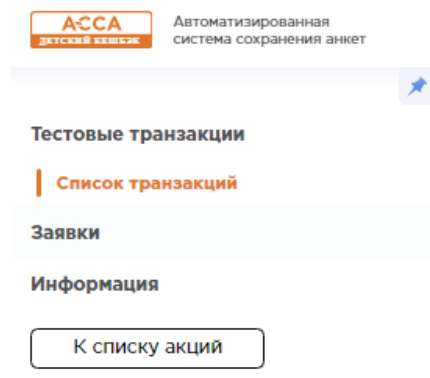 АССА
ДЕТСКИЙ КЕШБЭК
Автоматизированная
система сохранения анкет
Тестовые транзакции
Список транзакций
Заявки
Информация
К списку акций